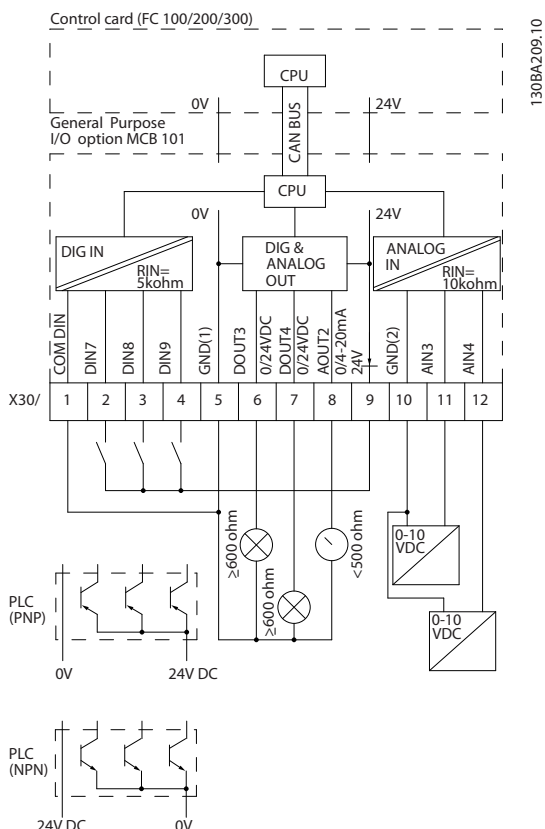 Control card (FC 100/200/300)
130BA209.10
CPU
0V
24V
CAN BUS
General Purpose
I/O option MCB 101
CPU
0V
24V
DIG IN
RIN=
5kohm
DIG &
ANALOG
OUT
ANALOG
IN
RIN=
10kohm
COM DIN
DIN7
DIN8
DIN9
GND(1)
DOUT3
0/24VDC
DOUT4
0/24VDC
AOUT2
0/4-20mA
24V
GND(2)
AIN3
AIN4
X30/ 1 2 3 4 5 6 7 8 9 10 11 12
≥600 ohm
≥600 ohm
<500 ohm
0-10
VDC
0-10
VDC
PLC
(PNP)
0V
24V DC
PLC
(NPN)
24V DC
0V